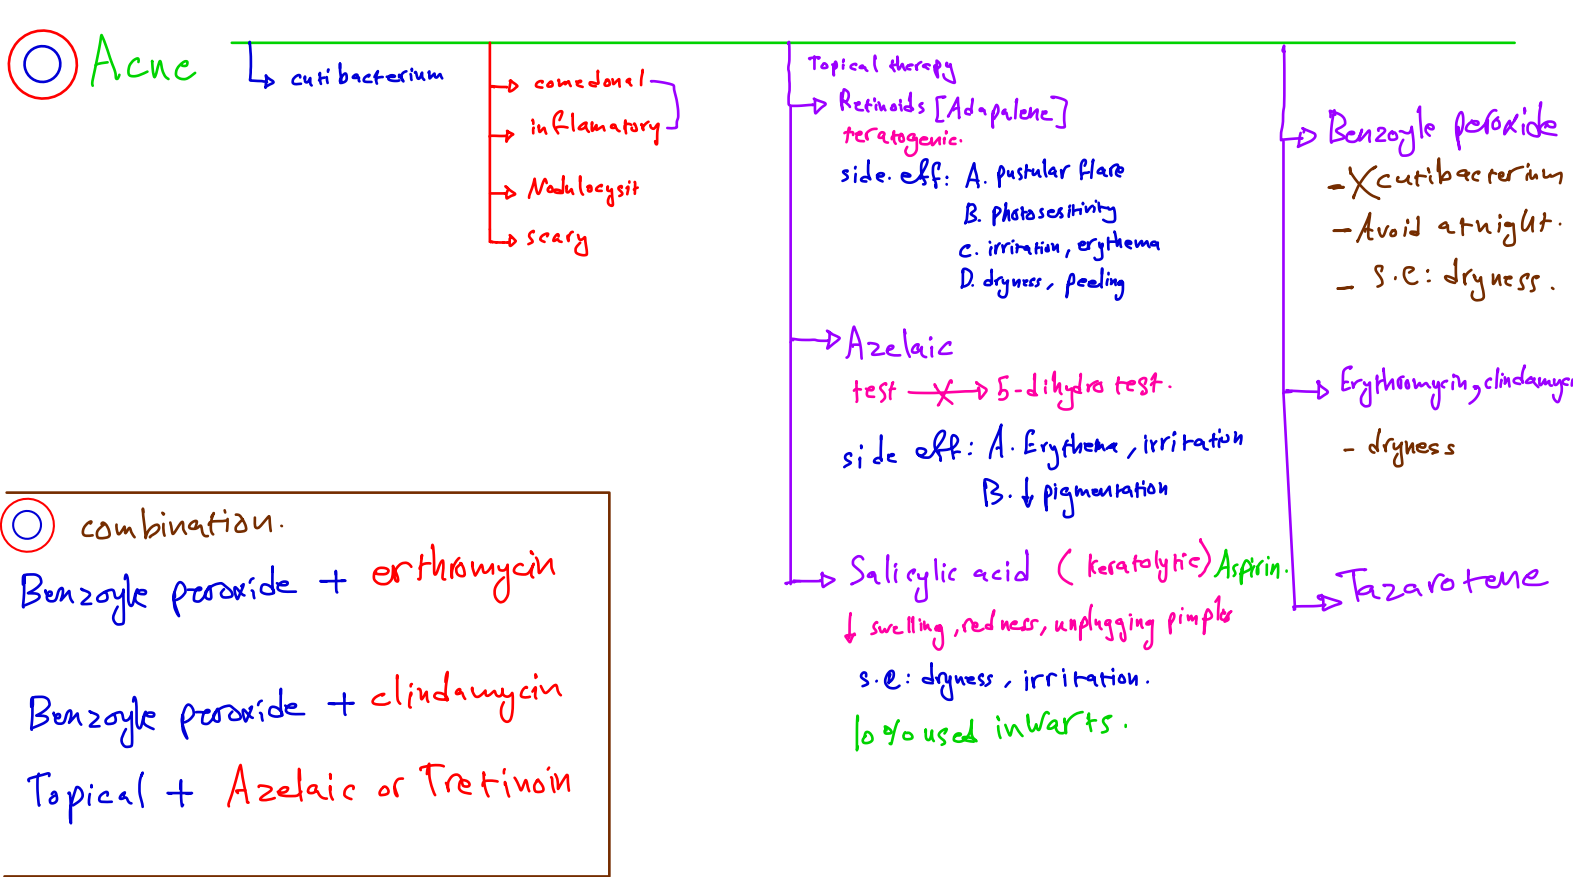 Acne
cutibacterium
comedonal
inflamatory
Nodulocysit
scary
Topical therapy
Retinoids [Adapalene]
teratogenic.
side. eff: A. pustular flare
B. photosesitivity
C. irritation, erythema
D. dryness, peeling
Azelaic
test → 5-dihydro test.
side eff: A. Erythema, irritation
B. ↓ pigmentation
Salicylic acid (keratolytic) Aspirin.
↓ swelling, redness, unplugging pimples
s.e: dryness, irritation.
10% used in warts.
Benzoyle peroxide
- X cutibacterium
- Avoid at night.
- s.e: dryness.
Erythromycin, clindamyci
- dryness
Tazarotene
combination.
Benzoyle peroxide + erthromycin
Benzoyle peroxide + clindamycin
Topical + Azelaic or Tretinoin